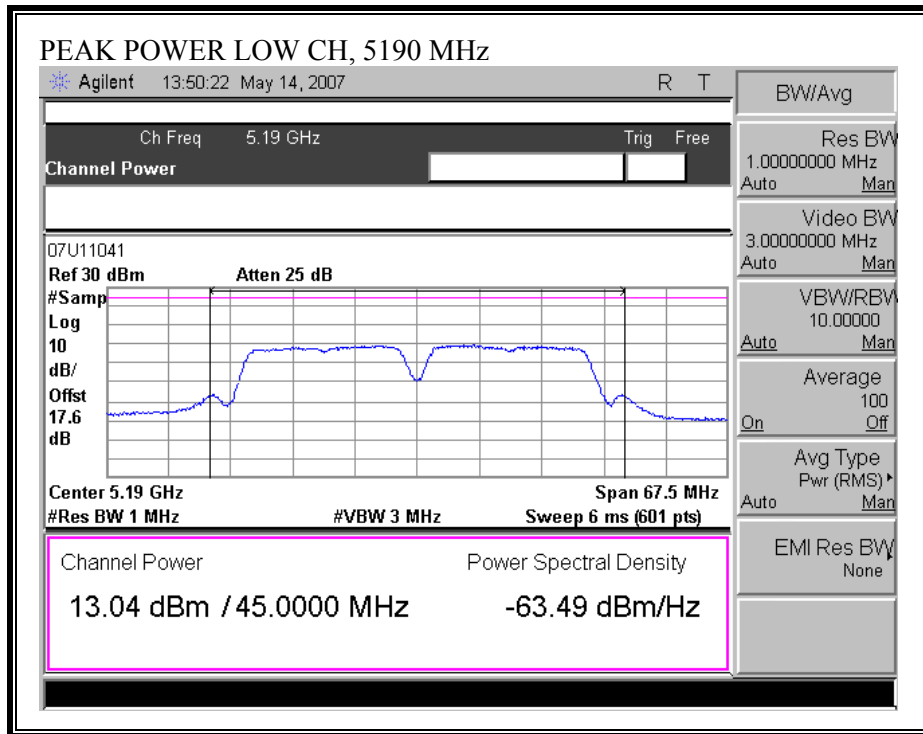 PEAK POWER LOW CH, 5190 MHz
Agilent 13:50:22 May 14, 2007 R T
Ch Freq 5.19 GHz Trig Free
Channel Power
07U11041
Ref 30 dBm Atten 25 dB
#Samp
Log
10
dB/
Offst
17.6
dB
Center 5.19 GHz Span 67.5 MHz
#Res BW 1 MHz #VBW 3 MHz Sweep 6 ms (601 pts)
Channel Power Power Spectral Density
13.04 dBm / 45.0000 MHz -63.49 dBm/Hz
BW/Avg
Res BW
1.00000000 MHz
Auto Man
Video BW
3.00000000 MHz
Auto Man
VBW/RBW
10.00000
Auto Man
Average
100
On Off
Avg Type
Pwr (RMS)
Auto Man
EMI Res BW
None